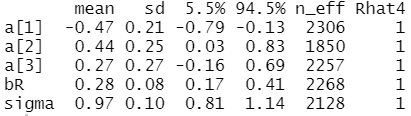 mean sd 5.5% 94.5% n_eff Rhat4
a[1] -0.47 0.21 -0.79 -0.13 2306 1
a[2] 0.44 0.25 0.03 0.83 1850 1
a[3] 0.27 0.27 -0.16 0.69 2257 1
bR 0.28 0.08 0.17 0.41 2268 1
sigma 0.97 0.10 0.81 1.14 2128 1